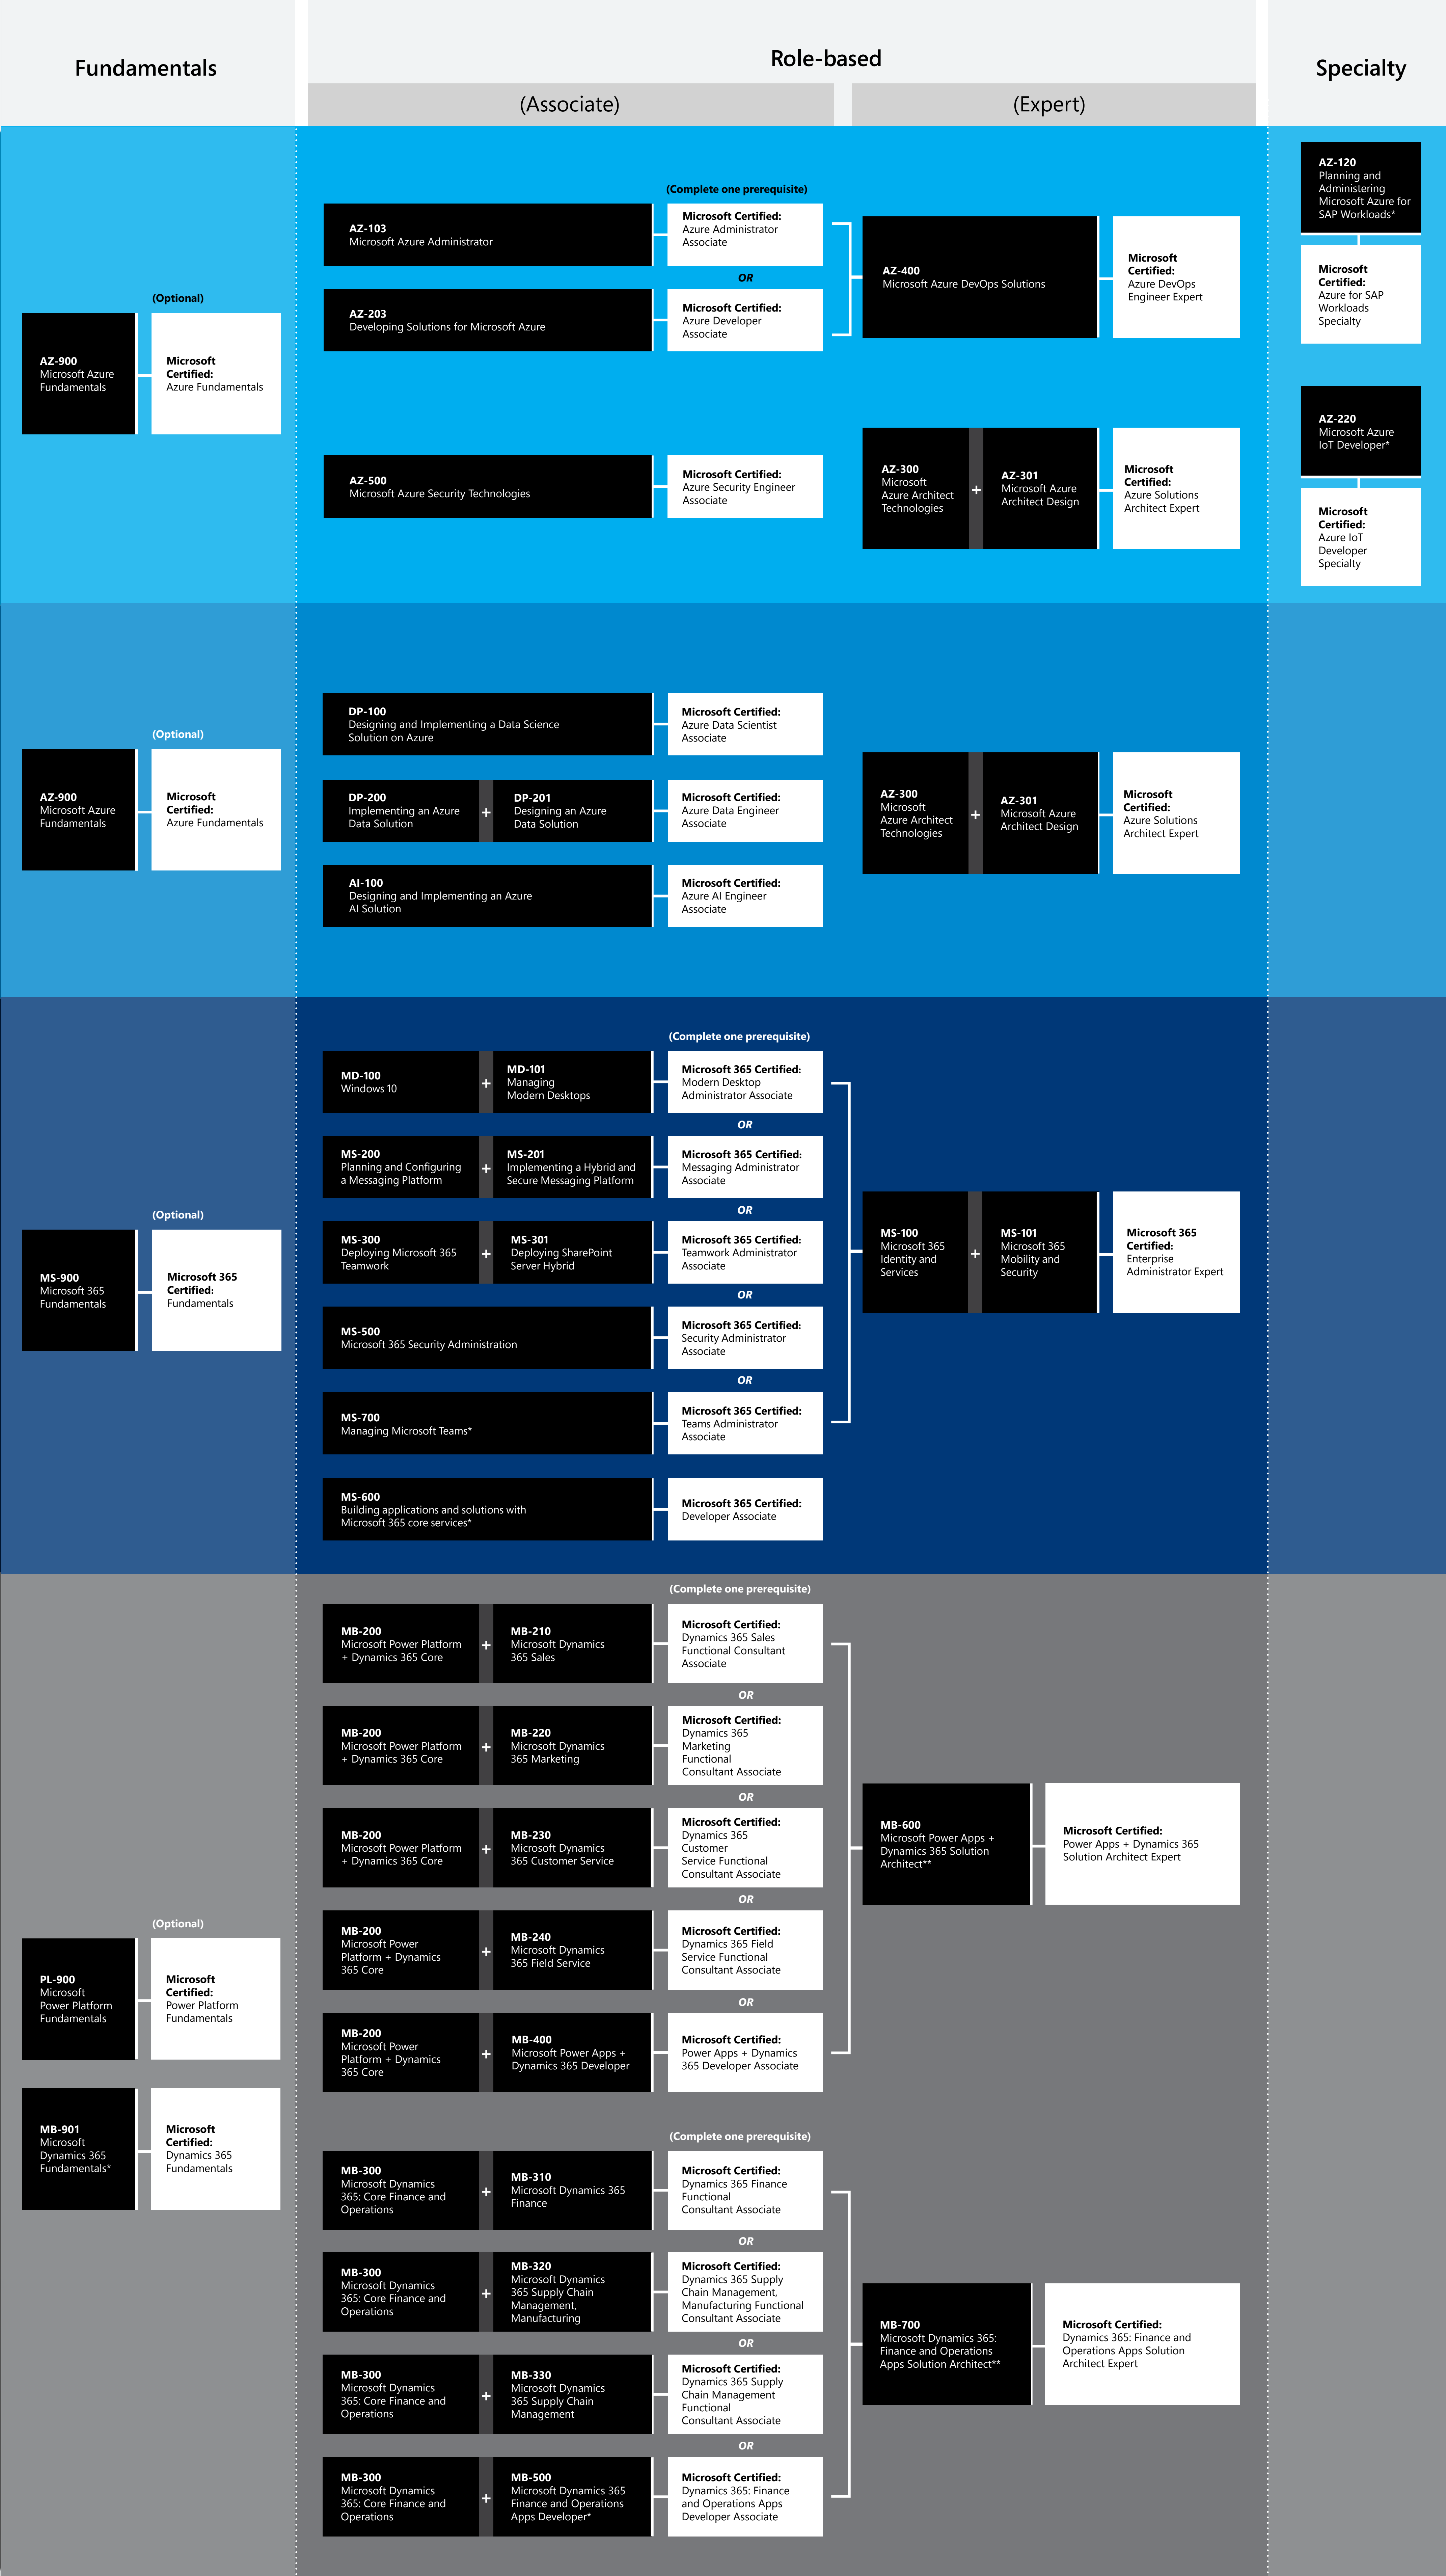 Fundamentals
Role-based
Specialty
(Associate)
(Expert)
(Optional)
AZ-900
Microsoft Azure
Fundamentals
Microsoft
Certified:
Azure Fundamentals
(Complete one prerequisite)
AZ-103
Microsoft Azure Administrator
Microsoft Certified:
Azure Administrator
Associate
OR
AZ-203
Developing Solutions for Microsoft Azure
Microsoft Certified:
Azure Developer
Associate
AZ-400
Microsoft Azure DevOps Solutions
Microsoft
Certified:
Azure DevOps
Engineer Expert
AZ-500
Microsoft Azure Security Technologies
Microsoft Certified:
Azure Security Engineer
Associate
AZ-300
Microsoft
Azure Architect
Technologies
+
AZ-301
Microsoft Azure
Architect Design
Microsoft
Certified:
Azure Solutions
Architect Expert
AZ-120
Planning and
Administering
Microsoft Azure for
SAP Workloads*
Microsoft
Certified:
Azure for SAP
Workloads
Specialty
AZ-220
Microsoft Azure
IoT Developer*
Microsoft
Certified:
Azure IoT
Developer
Specialty
(Optional)
AZ-900
Microsoft Azure
Fundamentals
Microsoft
Certified:
Azure Fundamentals
DP-100
Designing and Implementing a Data Science
Solution on Azure
Microsoft Certified:
Azure Data Scientist
Associate
DP-200
Implementing an Azure
Data Solution
+
DP-201
Designing an Azure
Data Solution
Microsoft Certified:
Azure Data Engineer
Associate
AI-100
Designing and Implementing an Azure
AI Solution
Microsoft Certified:
Azure AI Engineer
Associate
AZ-300
Microsoft
Azure Architect
Technologies
+
AZ-301
Microsoft Azure
Architect Design
Microsoft
Certified:
Azure Solutions
Architect Expert
(Optional)
MS-900
Microsoft 365
Fundamentals
Microsoft 365
Certified:
Fundamentals
(Complete one prerequisite)
MD-100
Windows 10
+
MD-101
Managing
Modern Desktops
Microsoft 365 Certified:
Modern Desktop
Administrator Associate
OR
MS-200
Planning and Configuring
a Messaging Platform
+
MS-201
Implementing a Hybrid and
Secure Messaging Platform
Microsoft 365 Certified:
Messaging Administrator
Associate
OR
MS-300
Deploying Microsoft 365
Teamwork
+
MS-301
Deploying SharePoint
Server Hybrid
Microsoft 365 Certified:
Teamwork Administrator
Associate
OR
MS-500
Microsoft 365 Security Administration
Microsoft 365 Certified:
Security Administrator
Associate
OR
MS-700
Managing Microsoft Teams*
Microsoft 365 Certified:
Teams Administrator
Associate
MS-600
Building applications and solutions with
Microsoft 365 core services*
Microsoft 365 Certified:
Developer Associate
MS-100
Microsoft 365
Identity and
Services
+
MS-101
Microsoft 365
Mobility and
Security
Microsoft 365
Certified:
Enterprise
Administrator Expert
(Optional)
PL-900
Microsoft
Power Platform
Fundamentals
Microsoft
Certified:
Power Platform
Fundamentals
MB-901
Microsoft
Dynamics 365
Fundamentals*
Microsoft
Certified:
Dynamics 365
Fundamentals
(Complete one prerequisite)
MB-200
Microsoft Power Platform
+ Dynamics 365 Core
+
MB-210
Microsoft Dynamics
365 Sales
Microsoft Certified:
Dynamics 365 Sales
Functional Consultant
Associate
OR
MB-200
Microsoft Power Platform
+ Dynamics 365 Core
+
MB-220
Microsoft Dynamics
365 Marketing
Microsoft Certified:
Dynamics 365
Marketing
Functional
Consultant Associate
OR
MB-200
Microsoft Power Platform
+ Dynamics 365 Core
+
MB-230
Microsoft Dynamics
365 Customer Service
Microsoft Certified:
Dynamics 365
Customer
Service Functional
Consultant Associate
OR
MB-200
Microsoft Power
Platform + Dynamics
365 Core
+
MB-240
Microsoft Dynamics
365 Field Service
Microsoft Certified:
Dynamics 365 Field
Service Functional
Consultant Associate
OR
MB-200
Microsoft Power
Platform + Dynamics
365 Core
+
MB-400
Microsoft Power Apps +
Dynamics 365 Developer
Microsoft Certified:
Power Apps + Dynamics
365 Developer Associate
MB-600
Microsoft Power Apps +
Dynamics 365 Solution
Architect**
Microsoft Certified:
Power Apps + Dynamics 365
Solution Architect Expert
(Complete one prerequisite)
MB-300
Microsoft Dynamics
365: Core Finance and
Operations
+
MB-310
Microsoft Dynamics 365
Finance
Microsoft Certified:
Dynamics 365 Finance
Functional
Consultant Associate
OR
MB-300
Microsoft Dynamics
365: Core Finance and
Operations
+
MB-320
Microsoft Dynamics
365 Supply Chain
Management,
Manufacturing
Microsoft Certified:
Dynamics 365 Supply
Chain Management,
Manufacturing Functional
Consultant Associate
OR
MB-300
Microsoft Dynamics
365: Core Finance and
Operations
+
MB-330
Microsoft Dynamics
365 Supply Chain
Management
Microsoft Certified:
Dynamics 365 Supply
Chain Management
Functional
Consultant Associate
OR
MB-300
Microsoft Dynamics
365: Core Finance and
Operations
+
MB-500
Microsoft Dynamics 365
Finance and Operations
Apps Developer*
Microsoft Certified:
Dynamics 365: Finance
and Operations Apps
Developer Associate
MB-700
Microsoft Dynamics 365:
Finance and Operations
Apps Solution Architect**
Microsoft Certified:
Dynamics 365: Finance and
Operations Apps Solution
Architect Expert